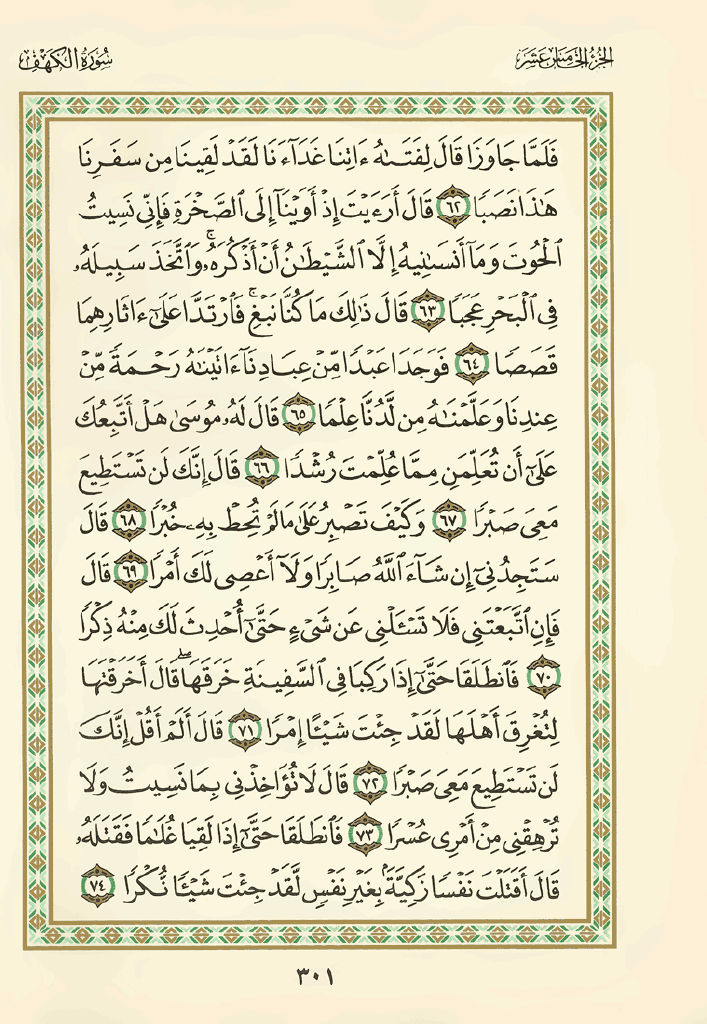 الجزء الخامس عشر
سورة الكهف
فَلَمَّا جَاوَزَا قَالَ لِفَتَىٰهُ ءَاتِنَا غَدَآءَنَا لَقَدْ لَقِينَا مِن سَفَرِنَا
هَٰذَا نَصَبًا ٦٢ قَالَ أَرَءَيْتَ إِذْ أَوَيْنَآ إِلَى ٱلصَّخْرَةِ فَإِنِّى نَسِيتُ
ٱلْحُوتَ وَمَآ أَنسَىٰنِيهُ إِلَّا ٱلشَّيْطَٰنُ أَنْ أَذْكُرَهُۥ ۚ وَٱتَّخَذَ سَبِيلَهُۥ
فِى ٱلْبَحْرِ عَجَبًا ٦٣ قَالَ ذَٰلِكَ مَا كُنَّا نَبْغِ ۚ فَٱرْتَدَّا عَلَىٰٓ ءَاثَارِهِمَا
قَصَصًا ٦٤ فَوَجَدَا عَبْدًا مِّنْ عِبَادِنَآ ءَاتَيْنَٰهُ رَحْمَةً مِّنْ
عِندِنَا وَعَلَّمْنَٰهُ مِن لَّدُنَّا عِلْمًا ٦٥ قَالَ لَهُۥ مُوسَىٰ هَلْ أَتَّبِعُكَ
عَلَىٰٓ أَن تُعَلِّمَنِ مِمَّا عُلِّمْتَ رُشْدًا ٦٦ قَالَ إِنَّكَ لَن تَسْتَطِيعَ
مَعِىَ صَبْرًا ٦٧ وَكَيْفَ تَصْبِرُ عَلَىٰ مَا لَمْ تُحِطْ بِهِۦ خُبْرًا ٦٨ قَالَ
سَتَجِدُنِىٓ إِن شَآءَ ٱللَّهُ صَابِرًا وَلَآ أَعْصِى لَكَ أَمْرًا ٦٩ قَالَ
فَإِنِ ٱتَّبَعْتَنِى فَلَا تَسْـَٔلْنِى عَن شَىْءٍ حَتَّىٰٓ أُحْدِثَ لَكَ مِنْهُ ذِكْرًا
٧٠ فَٱنطَلَقَا حَتَّىٰٓ إِذَا رَكِبَا فِى ٱلسَّفِينَةِ خَرَقَهَا ۖ قَالَ أَخَرَقْتَهَا
لِتُغْرِقَ أَهْلَهَا لَقَدْ جِئْتَ شَيْـًٔا إِمْرًا ٧١ قَالَ أَلَمْ أَقُلْ إِنَّكَ
لَن تَسْتَطِيعَ مَعِىَ صَبْرًا ٧٢ قَالَ لَا تُؤَاخِذْنِى بِمَا نَسِيتُ وَلَا
تُرْهِقْنِى مِنْ أَمْرِى عُسْرًا ٧٣ فَٱنطَلَقَا حَتَّىٰٓ إِذَا لَقِيَا غُلَٰمًا فَقَتَلَهُۥ
قَالَ أَقَتَلْتَ نَفْسًا زَكِيَّةًۢ بِغَيْرِ نَفْسٍ لَّقَدْ جِئْتَ شَيْـًٔا نُّكْرًا ٧٤
٣٠١